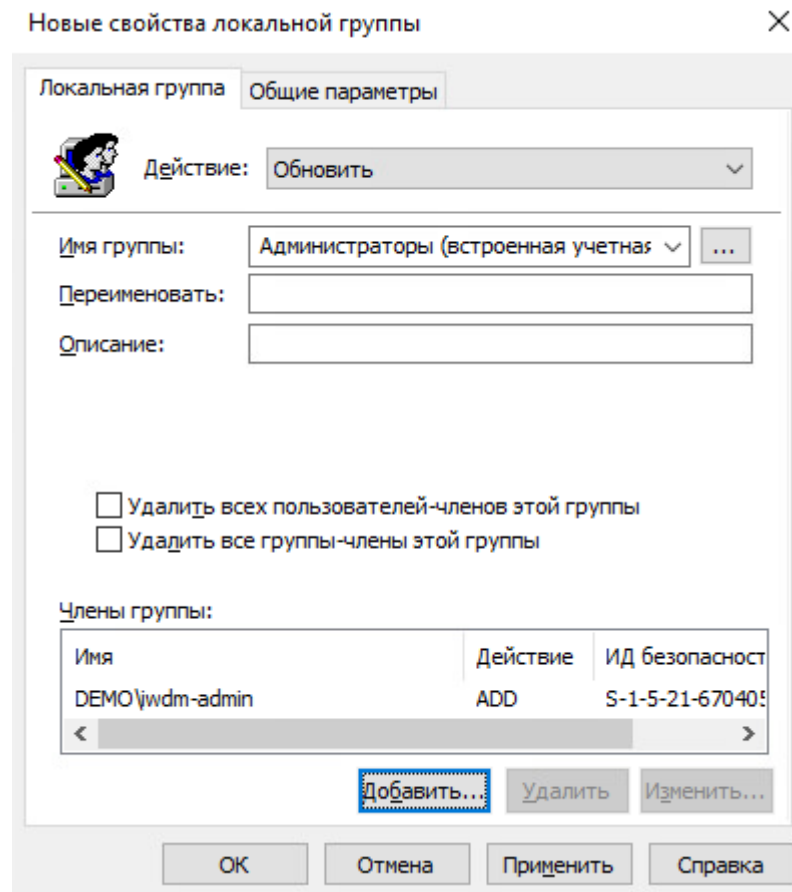 Новые свойства локальной группы
Локальная группа Общие параметры
Действие: Обновить
Имя группы: Администраторы (встроенная учетная ...
Переименовать:
Описание:
Удалить всех пользователей-членов этой группы
Удалить все группы-члены этой группы
Члены группы:
Имя Действие ИД безопасност
DEMO\iwdm-admin ADD S-1-5-21-670405
Добавить... Удалить Изменить...
ОК Отмена Применить Справка